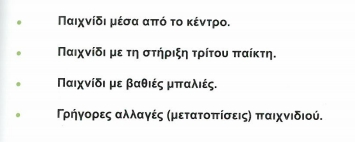 Παιχνίδι μέσα από το κέντρο.
Παιχνίδι με τη στήριξη τρίτου παίκτη.
Παιχνίδι με βαθιές μπαλιές.
Γρήγορες αλλαγές (μετατοπίσεις) παιχνιδιού.